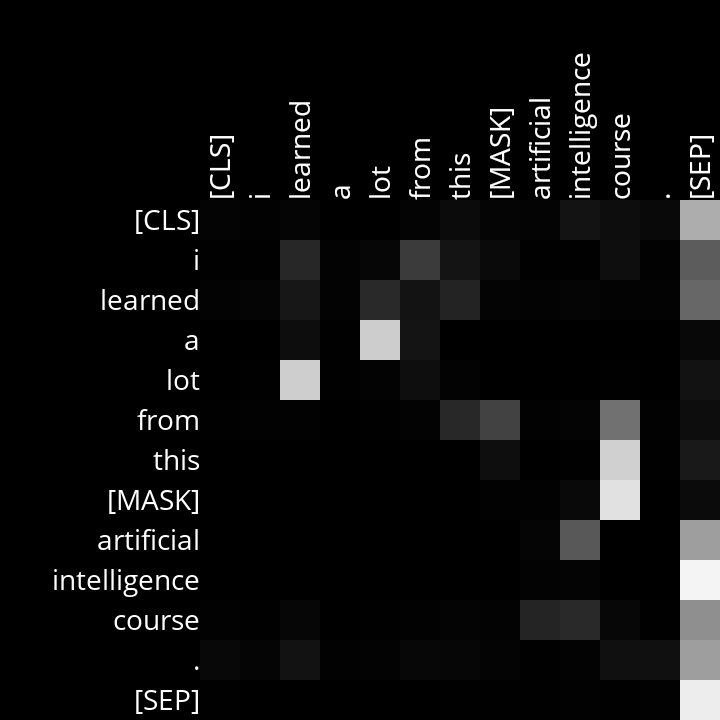 [CLS] i learned a lot from this [MASK] artificial intelligence course . [SEP]
[CLS]
i
learned
a
lot
from
this
[MASK]
artificial
intelligence
course
.
[SEP]